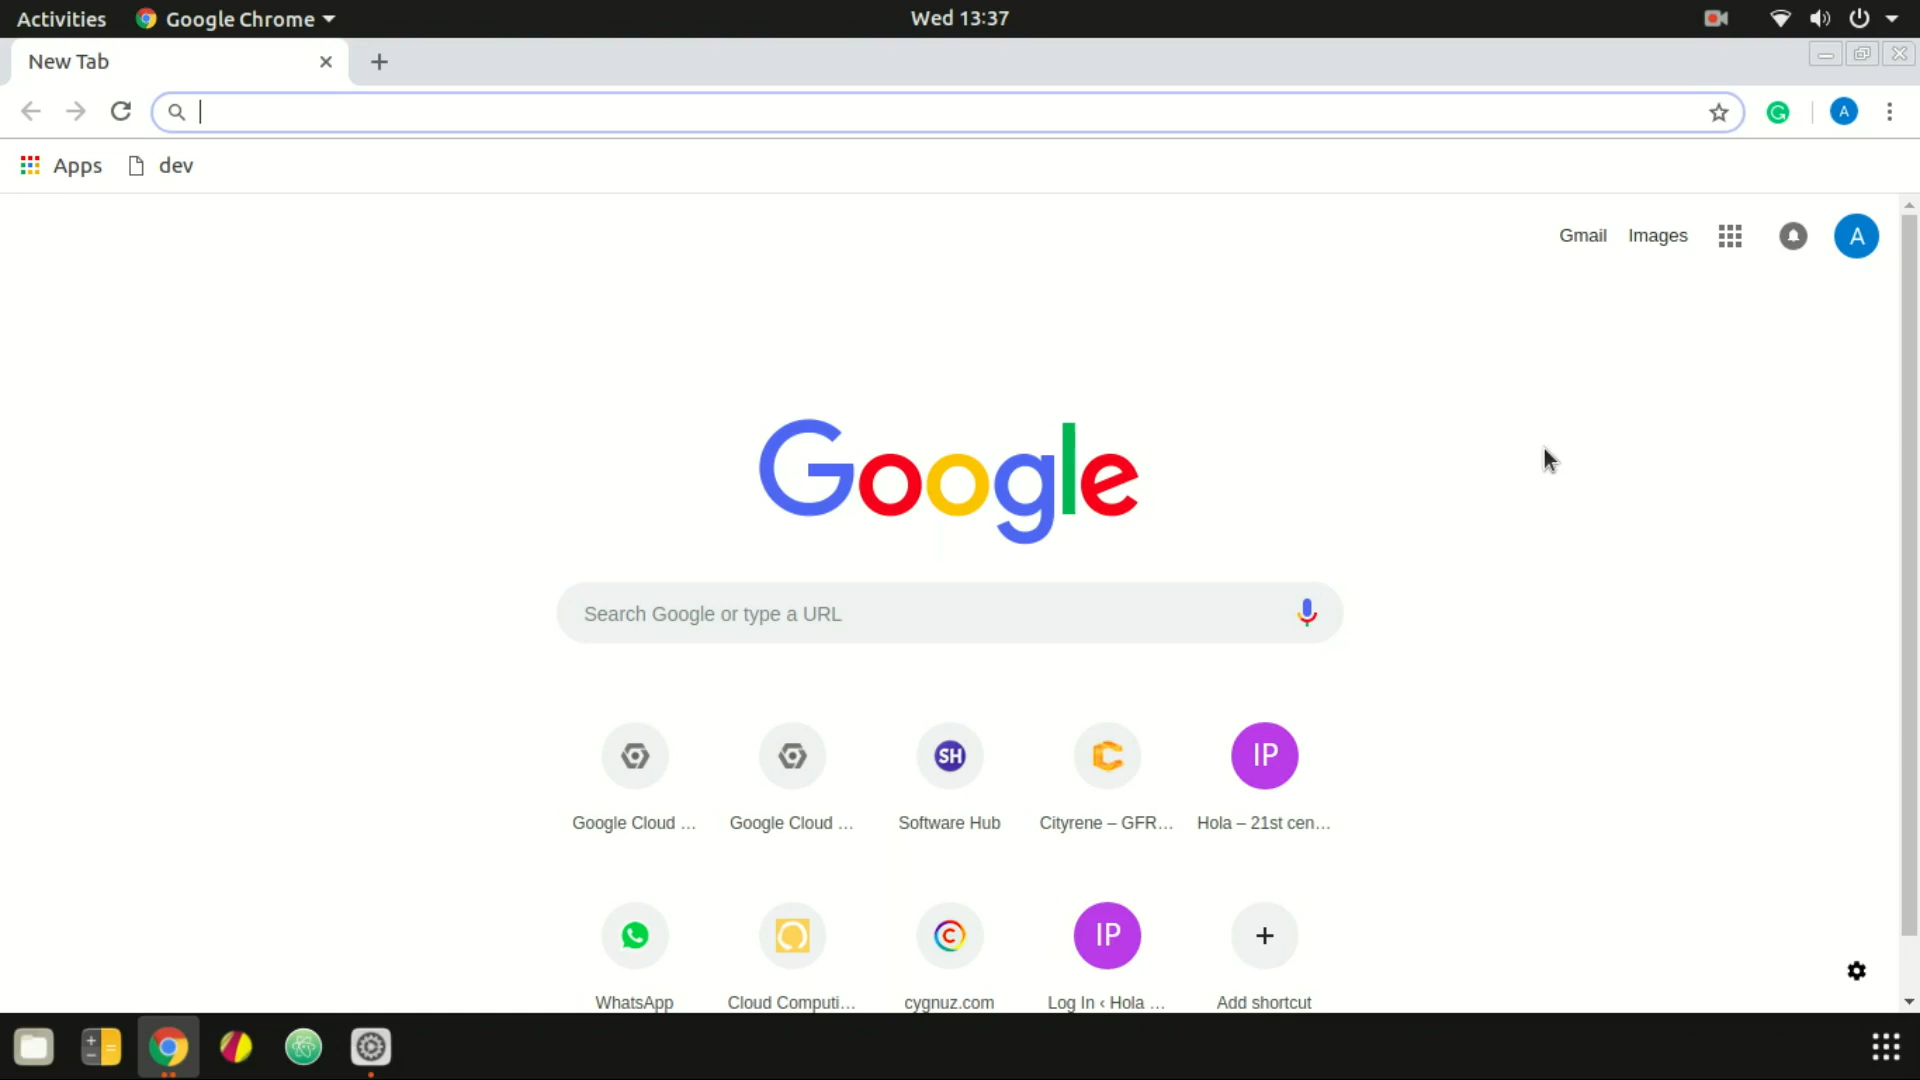 Activities Google Chrome Wed 13:37
New Tab
A
Apps dev
Gmail Images A
Google
Search Google or type a URL
SH IP
Google Cloud ... Google Cloud ... Software Hub Cityrene – GFR... Hola – 21st cen...
C IP
WhatsApp Cloud Computi... cygnuz.com Log In ‹ Hola ... Add shortcut